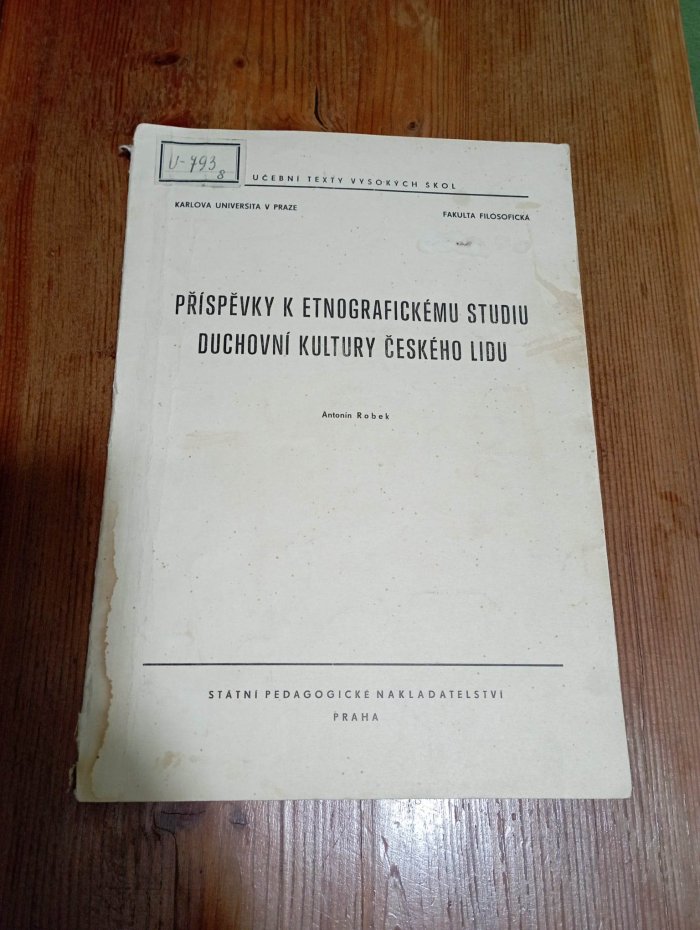 U-793
8
UČEBNÍ TEXTY VYSOKÝCH ŠKOL
KARLOVA UNIVERSITA V PRAZE
FAKULTA FILOSOFICKÁ
PŘÍSPĚVKY K ETNOGRAFICKÉMU STUDIU
DUCHOVNÍ KULTURY ČESKÉHO LIDU
Antonín Robek
STÁTNÍ PEDAGOGICKÉ NAKLADATELSTVÍ
PRAHA